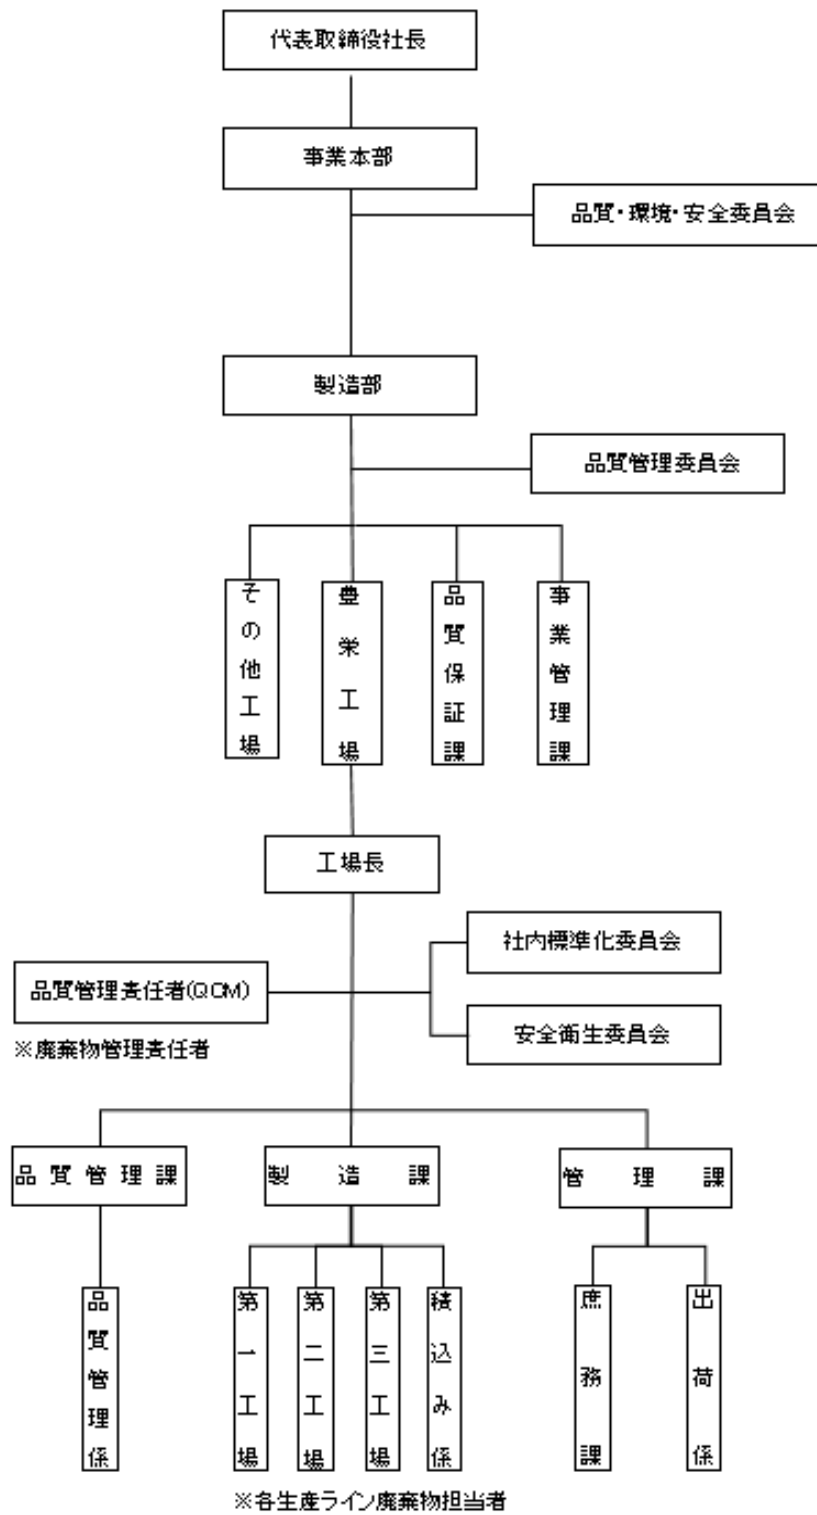 代表取締役社長
事業本部
品質・環境・安全委員会
製造部
品質管理委員会
その他工場
豊栄工場
品質保証課
事業管理課
工場長
社内標準化委員会
品質管理責任者(QCM)
安全衛生委員会
※廃棄物管理責任者
品質管理課
製造課
管理課
品質管理係
第一工場
第二工場
第三工場
積込み係
庶務課
出荷係
※各生産ライン廃棄物担当者